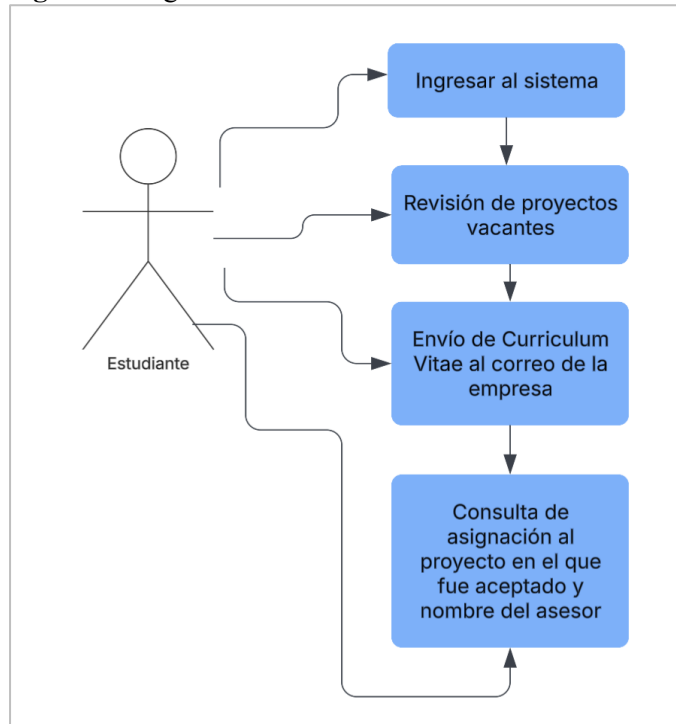 Ingresar al sistema
Revisión de proyectos
vacantes
Estudiante
Envío de Curriculum
Vitae al correo de la
empresa
Consulta de
asignación al
proyecto en el que
fue aceptado y
nombre del asesor